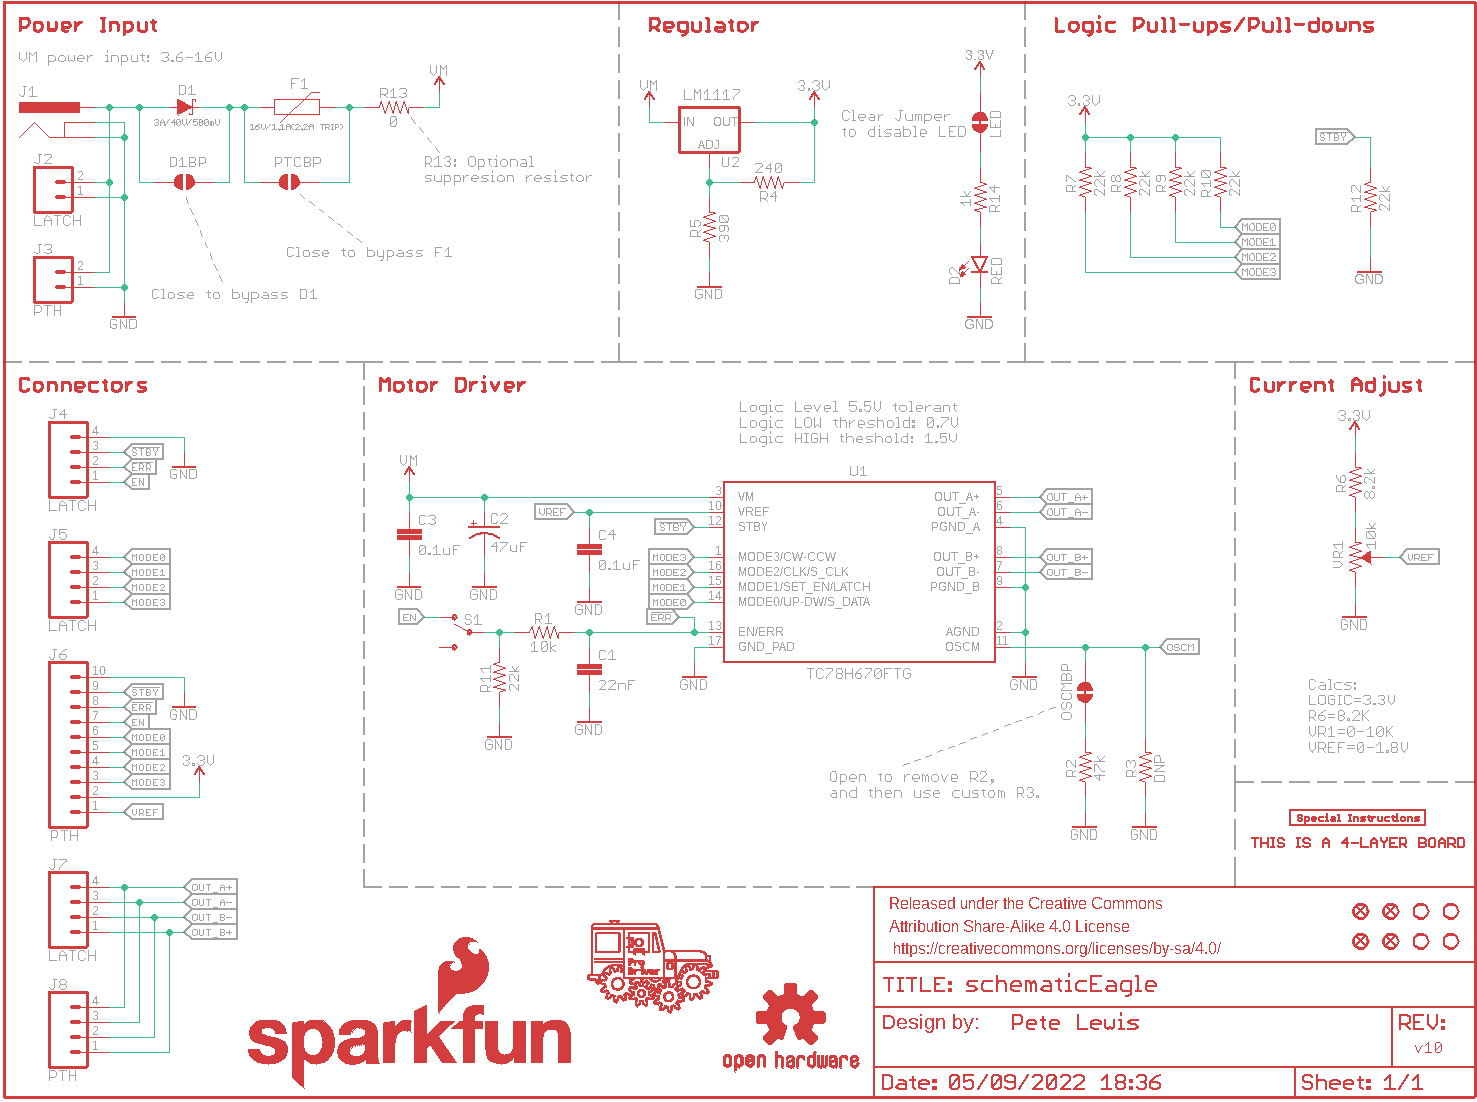 Power Input
VM power input: 3.6-16V
J1
D1
3A/40V/580mV
F1
16V/1.1A(2.2A TRIP)
R13
0
VM
D1BP
PTCBP
R13: Optional
suppresion resistor
J2
2
1
LATCH
J3
2
1
PTH
Close to bypass F1
Close to bypass D1
GND
Regulator
VM
LM1117
IN OUT
ADJ
U2
3.3V
240
R4
R5
390
GND
Clear Jumper
to disable LED
3.3V
LED
1k
R14
D2
RED
GND
Logic Pull-ups/Pull-downs
3.3V
R7
22k
R8
22k
R9
22k
R10
22k
MODE0
MODE1
MODE2
MODE3
STBY
R12
22k
GND
Connectors
J4
4
3
2
1
STBY
ERR
EN
GND
LATCH
J5
4
3
2
1
MODE0
MODE1
MODE2
MODE3
LATCH
J6
10
9
8
7
6
5
4
3
2
1
STBY
ERR
EN
MODE0
MODE1
MODE2
MODE3
VREF
GND
3.3V
PTH
J7
4
3
2
1
OUT_A+
OUT_A-
OUT_B-
OUT_B+
LATCH
J8
4
3
2
1
PTH
Motor Driver
Logic Level 5.5V tolerant
Logic LOW threshold: 0.7V
Logic HIGH theshold: 1.5V
VM
C3
0.1uF
GND
C2
47uF
GND
VREF
C4
0.1uF
GND
STBY
MODE3
MODE2
MODE1
MODE0
ERR
EN
S1
R1
10k
R11
22k
GND
C1
22nF
GND
GND
U1
3 VM
10 VREF
12 STBY
1 MODE3/CW-CCW
16 MODE2/CLK/S_CLK
15 MODE1/SET_EN/LATCH
14 MODE0/UP-DW/S_DATA
13 EN/ERR
17 GND_PAD
OUT_A+ 5
OUT_A- 6
PGND_A 4
OUT_B+ 8
OUT_B- 7
PGND_B 9
AGND 2
OSCM 11
TC78H670FTG
OUT_A+
OUT_A-
OUT_B+
OUT_B-
GND
OSCM
OSCMBP
R2
47k
GND
R3
DNP
GND
Open to remove R2,
and then use custom R3.
Current Adjust
3.3V
R6
8.2k
VR1
10k
VREF
GND
Calcs:
LOGIC=3.3V
R6=8.2K
VR1=0-10K
VREF=0-1.8V
Special Instructions
THIS IS A 4-LAYER BOARD
sparkfun
open hardware
Released under the Creative Commons
Attribution Share-Alike 4.0 License
https://creativecommons.org/licenses/by-sa/4.0/
TITLE: schematicEagle
Design by: Pete Lewis
REV:
v10
Date: 05/09/2022 18:36
Sheet: 1/1